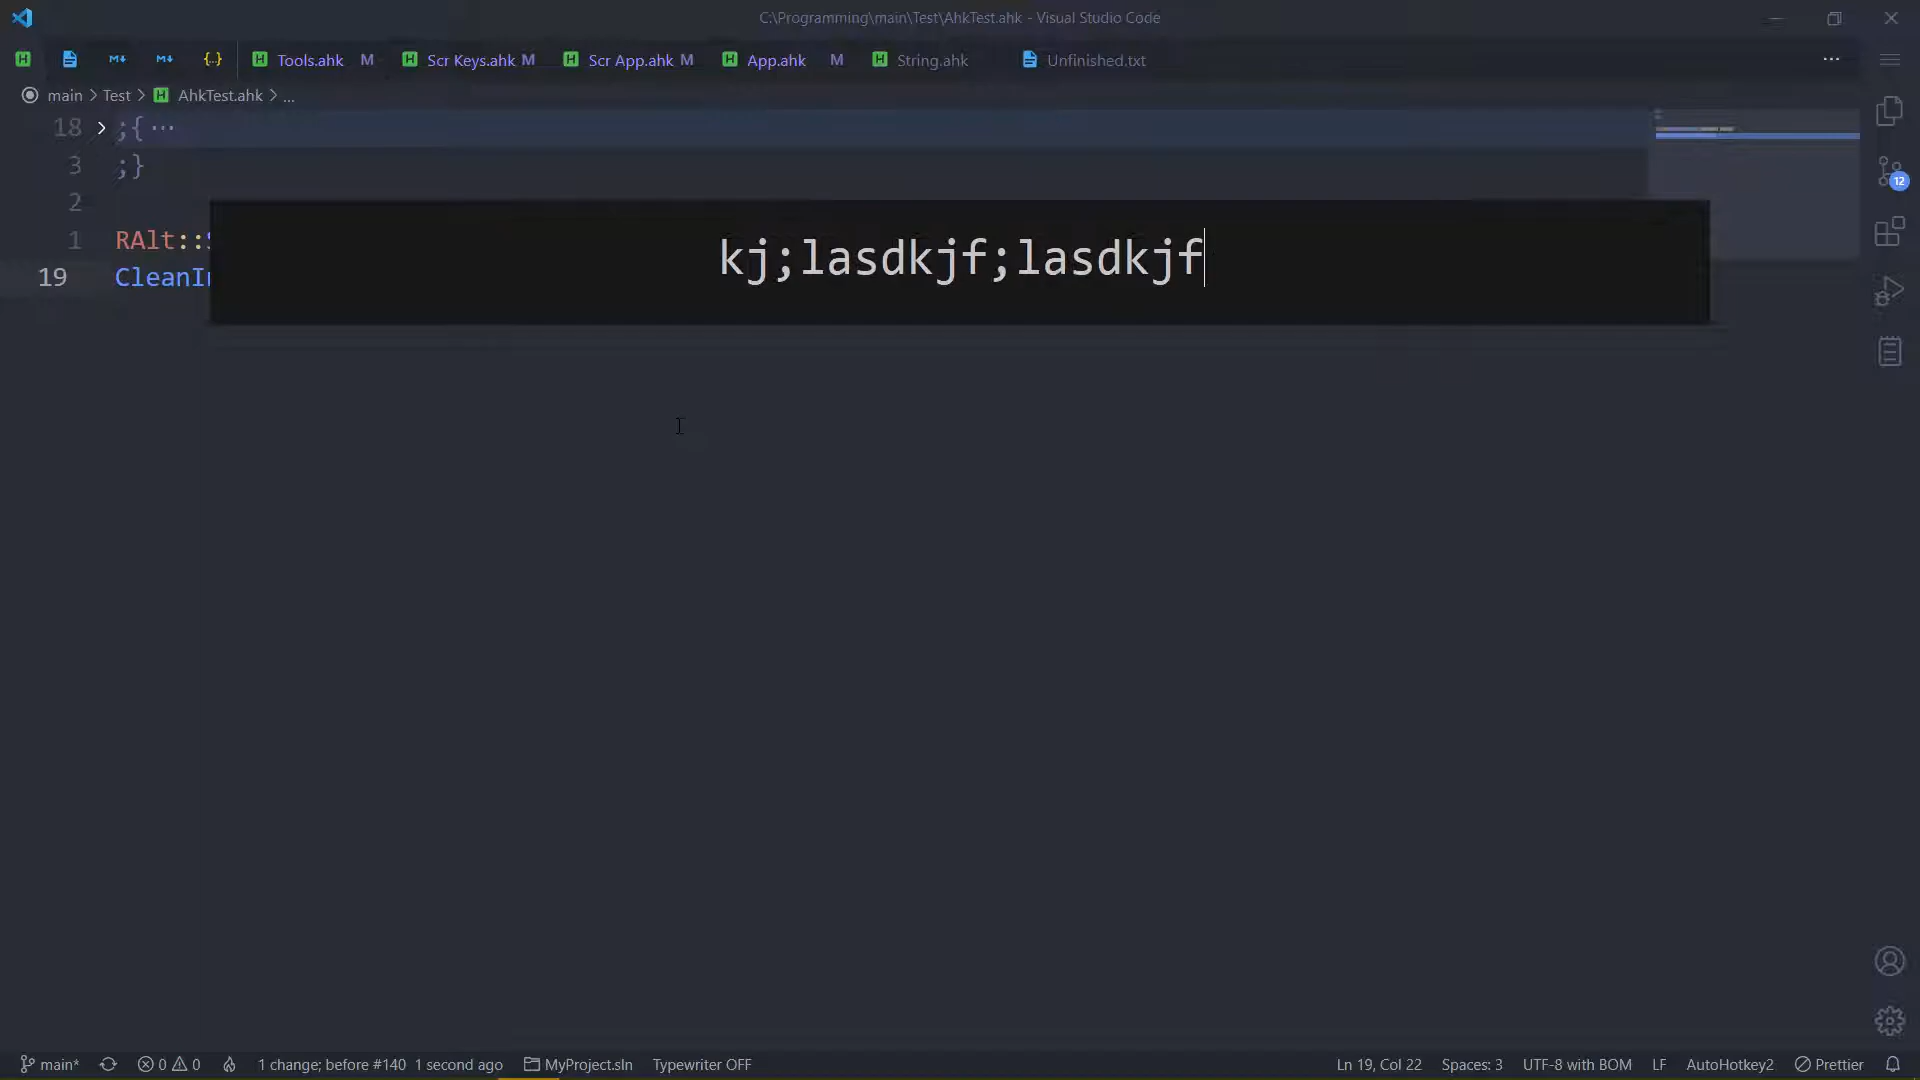 C:\Programming\main\Test\AhkTest.ahk - Visual Studio Code
Tools.ahk M Scr Keys.ahk M Scr App.ahk M App.ahk M String.ahk Unfinished.txt ...
main > Test > AhkTest.ahk > ...
18 > ;{ ...
3 ;}
2
1 RAlt::
19
kj;lasdkjf;lasdkjf
12
main* 0 0 1 change; before #140 1 second ago MyProject.sln Typewriter OFF Ln 19, Col 22 Spaces: 3 UTF-8 with BOM LF AutoHotkey2 Prettier